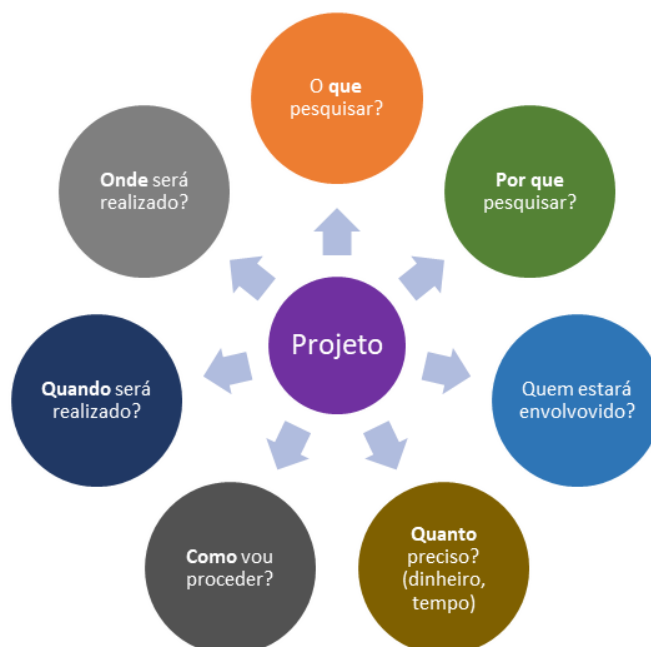 O que
pesquisar?
Por que
pesquisar?
Quem estará
envolvovido?
Quanto
preciso?
(dinheiro,
tempo)
Como vou
proceder?
Quando será
realizado?
Onde será
realizado?
Projeto